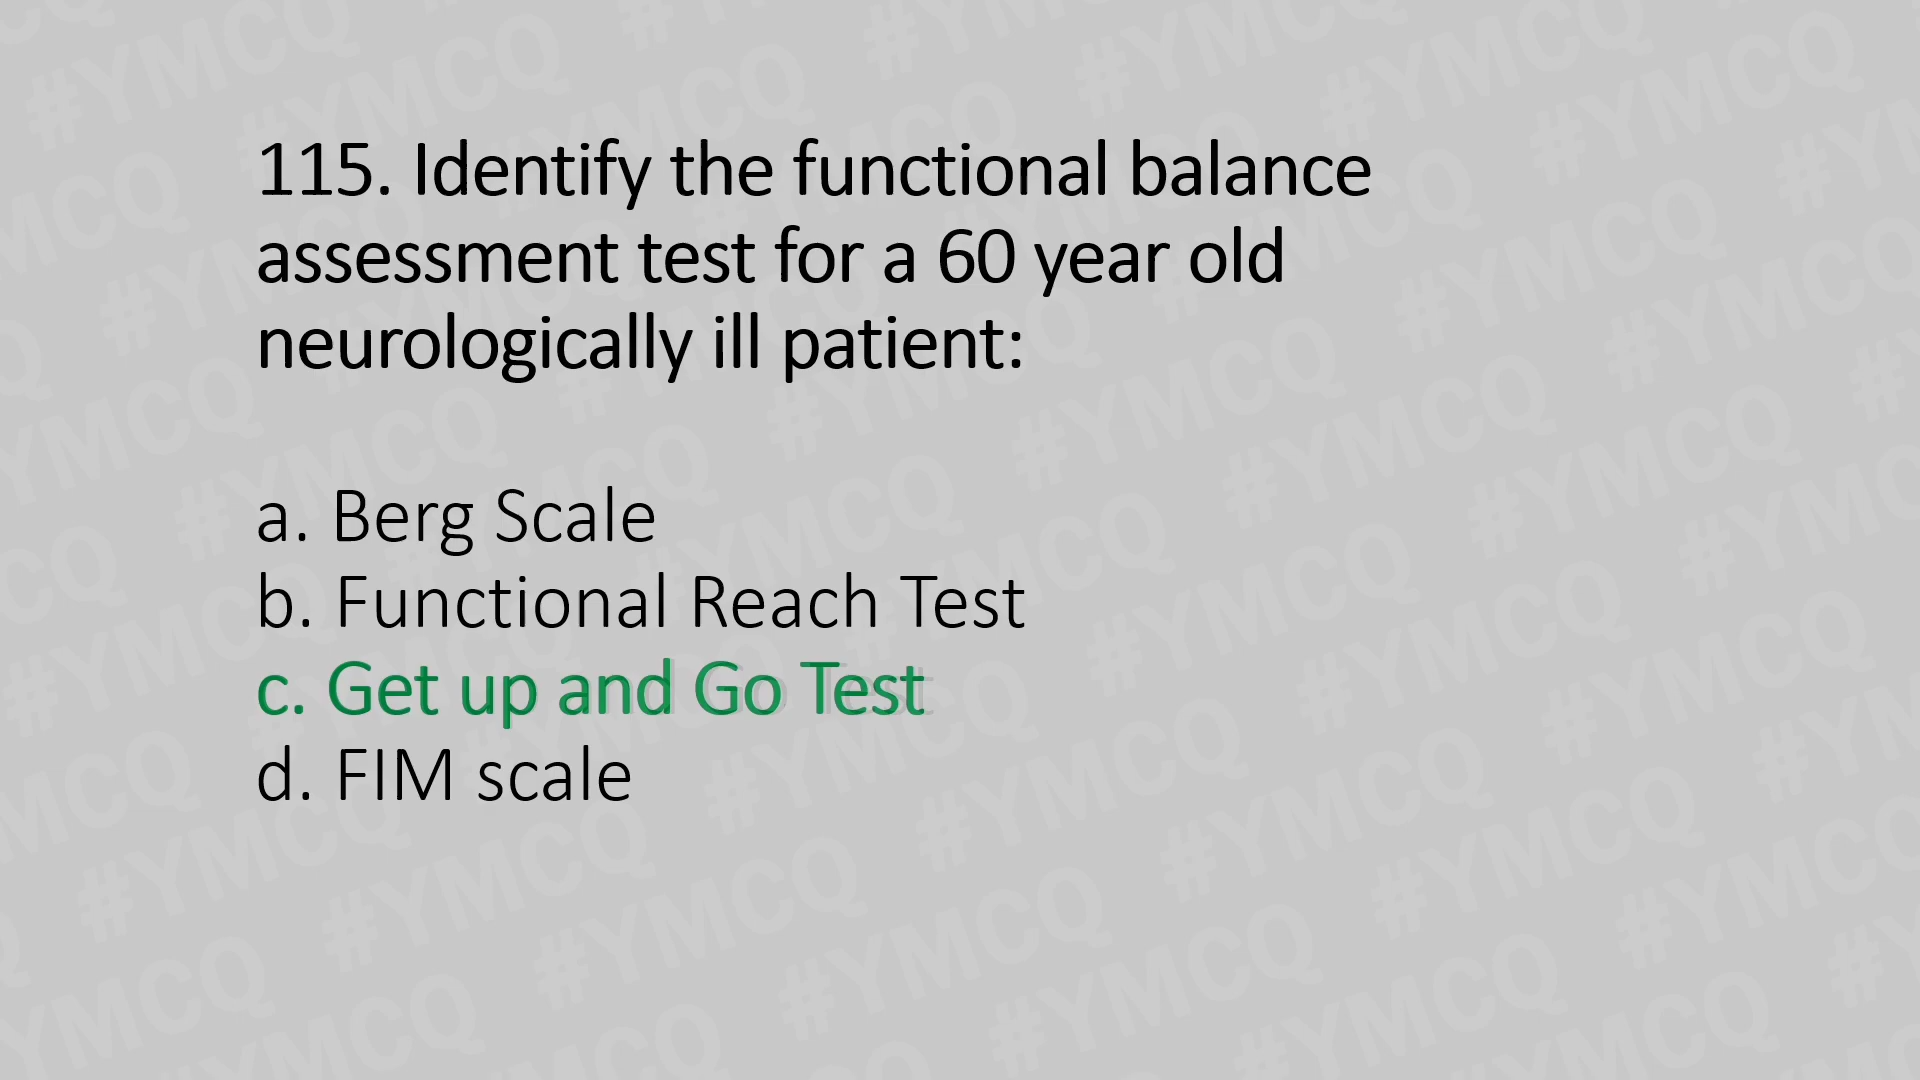 115. Identify the functional balance
assessment test for a 60 year old
neurologically ill patient:
a. Berg Scale
b. Functional Reach Test
c. Get up and Go Test
d. FIM scale
#YMCQ